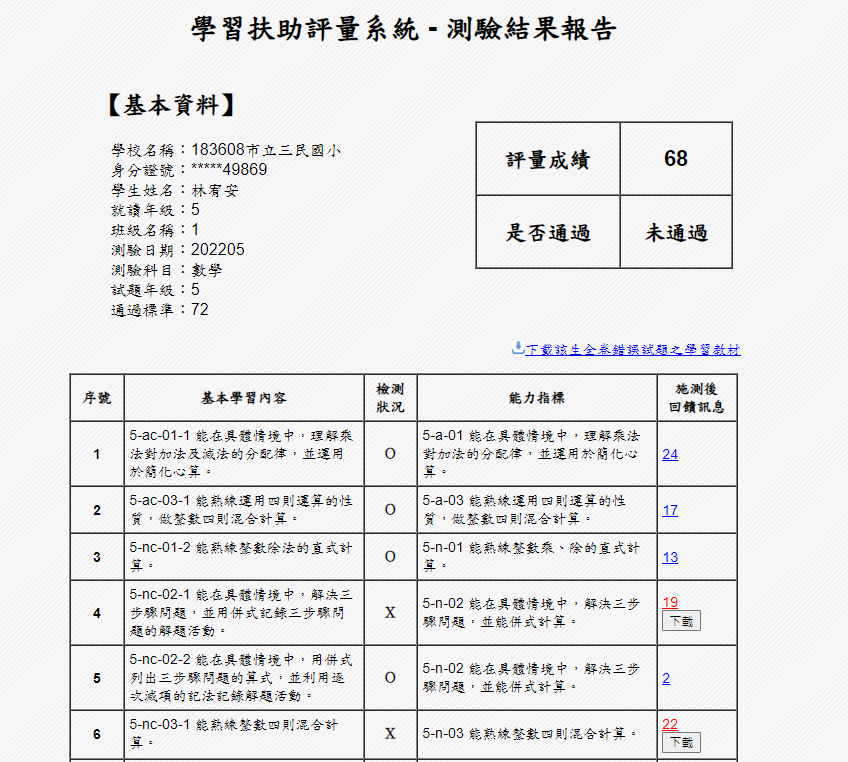 學習扶助評量系統 - 測驗結果報告
【基本資料】
學校名稱：183608市立三民國小
身分證號：*****49869
學生姓名：林宥安
就讀年級：5
班級名稱：1
測驗日期：202205
測驗科目：數學
試題年級：5
通過標準：72
評量成績 68
是否通過 未通過
下載該生全卷錯誤試題之學習教材
序號 基本學習內容 檢測狀況 能力指標 施測後回饋訊息
1
5-ac-01-1 能在具體情境中，理解乘
法對加法及減法的分配律，並運用
於簡化心算。
O
5-a-01 能在具體情境中，理解乘法
對加法的分配律，並運用於簡化心
算。
24
2
5-ac-03-1 能熟練運用四則運算的性
質，做整數四則混合計算。
O
5-a-03 能熟練運用四則運算的性
質，做整數四則混合計算。
17
3
5-nc-01-2 能熟練整數除法的直式計
算。
O
5-n-01 能熟練整數乘、除的直式計
算。
13
4
5-nc-02-1 能在具體情境中，解決三
步驟問題，並用併式記錄三步驟問
題的解題活動。
X
5-n-02 能在具體情境中，解決三步
驟問題，並能併式計算。
19
下載
5
5-nc-02-2 能在具體情境中，用併式
列出三步驟問題的算式，並利用逐
次減項的記法記錄解題活動。
O
5-n-02 能在具體情境中，解決三步
驟問題，並能併式計算。
2
6
5-nc-03-1 能熟練整數四則混合計
算。
X
5-n-03 能熟練整數四則混合計算。
22
下載